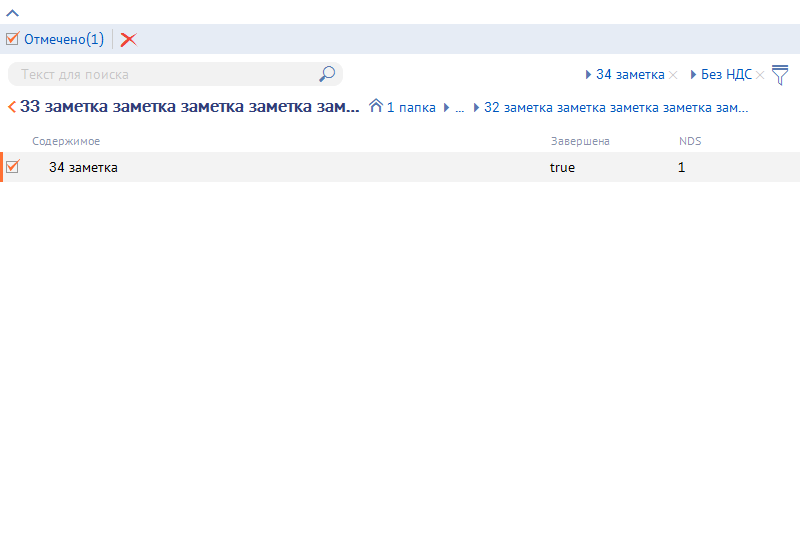 Отмечено(1)
Текст для поиска
34 заметка Без НДС
33 заметка заметка заметка заметка зам... 1 папка ... 32 заметка заметка заметка заметка зам...
Содержимое Завершена NDS
34 заметка true 1